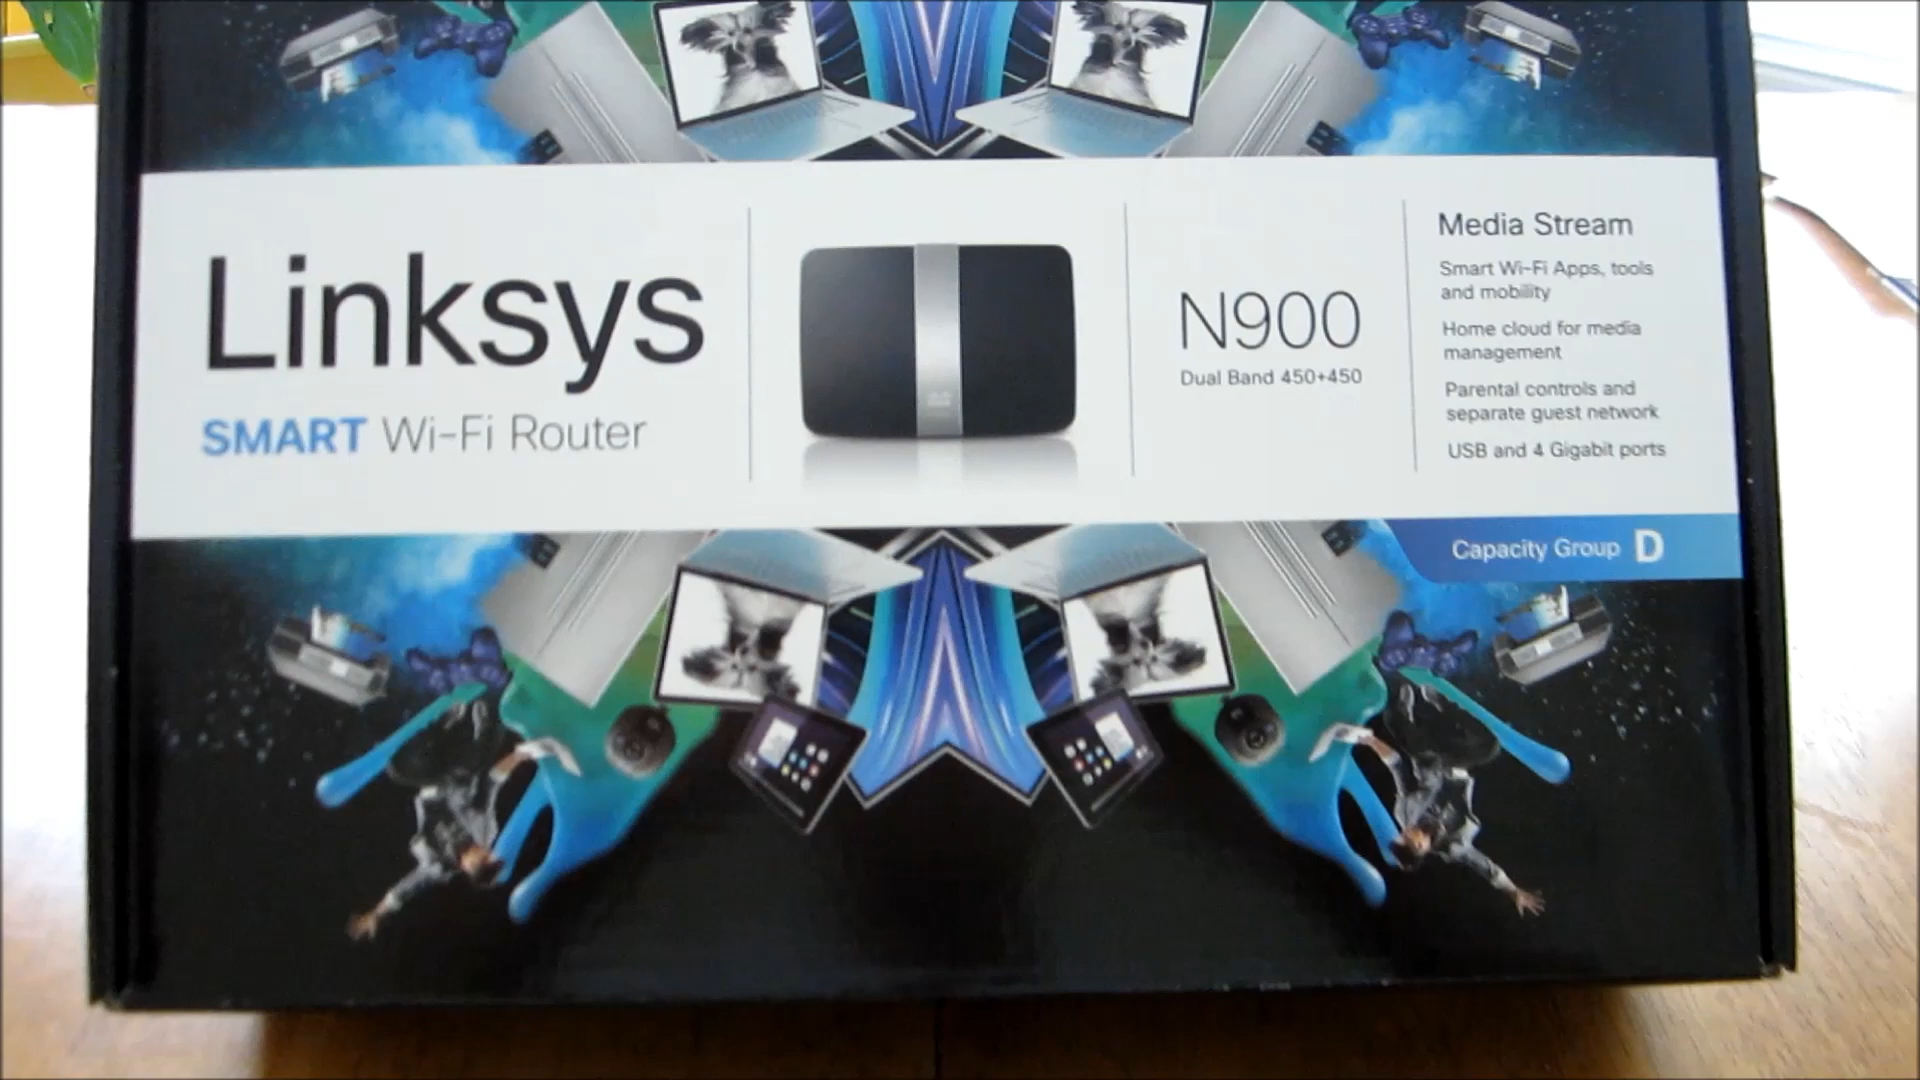 Linksys
SMART Wi-Fi Router
N900
Dual Band 450+450
Media Stream
Smart Wi-Fi Apps, tools
and mobility
Home cloud for media
management
Parental controls and
separate guest network
USB and 4 Gigabit ports
Capacity Group D